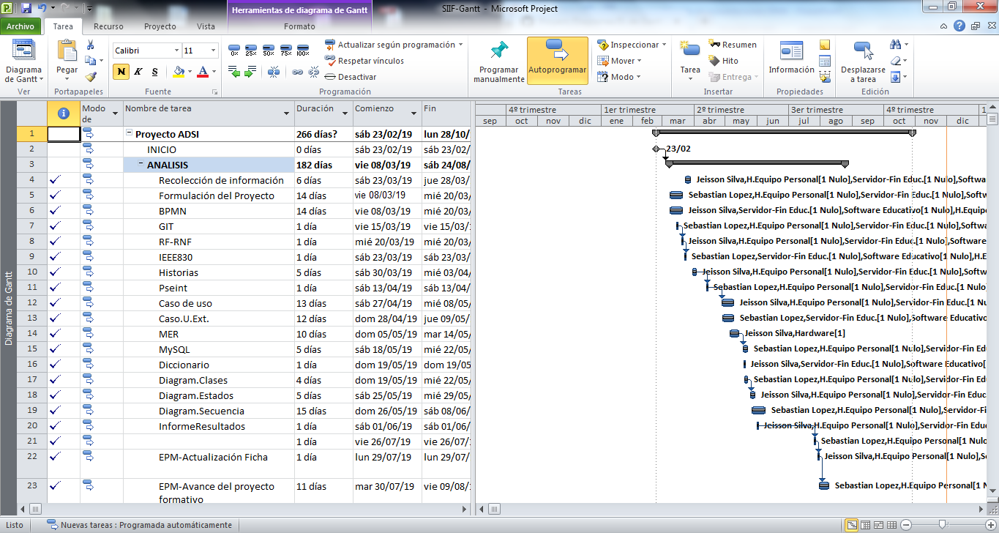 Herramientas de diagrama de Gantt
SIIF-Gantt - Microsoft Project
Archivo Tarea Recurso Proyecto Vista Formato
Diagrama de Gantt
Ver
Pegar
Portapapeles
Calibri 11
N K S
Fuente
0% 25% 50% 75% 100%
Actualizar según programación
Respetar vínculos
Desactivar
Programación
Programar manualmente
Autoprogramar
Inspeccionar
Mover
Modo
Tareas
Tarea
Resumen
Hito
Entrega
Insertar
Información
Propiedades
Desplazarse a tarea
Edición
Modo de Nombre de tarea Duración Comienzo Fin
4º trimestre 1er trimestre 2º trimestre 3er trimestre 4º trimestre 1
sep oct nov dic ene feb mar abr may jun jul ago sep oct nov dic
1 Proyecto ADSI 266 días? sáb 23/02/19 lun 28/10/
2 INICIO 0 días sáb 23/02/19 sáb 23/02/ 23/02
3 ANALISIS 182 días vie 08/03/19 sáb 24/08/
4 Recolección de información 6 días sáb 23/03/19 jue 28/03/ Jeisson Silva,H.Equipo Personal[1 Nulo],Servidor-Fin Educ.[1 Nulo],Softwa
5 Formulación del Proyecto 14 días vie 08/03/19 mié 20/03/ Sebastian Lopez,H.Equipo Personal[1 Nulo],Servidor-Fin Educ.[1 Nulo],Softw
6 BPMN 14 días vie 08/03/19 mié 20/03/ Jeisson Silva,Servidor-Fin Educ.[1 Nulo],Software Educativo[1 Nulo],H.Equipo
7 GIT 1 día vie 15/03/19 vie 15/03/1 Sebastian Lopez,H.Equipo Personal[1 Nulo],Servidor-Fin Educ.[1 Nulo],Softwa
8 RF-RNF 1 día mié 20/03/19 mié 20/03/ Jeisson Silva,H.Equipo Personal[1 Nulo],Servidor-Fin Educ.[1 Nulo],Software
9 IEEE830 1 día sáb 23/03/19 sáb 23/03/ Sebastian Lopez,Servidor-Fin Educ.[1 Nulo],Software Educativo[1 Nulo],H.E
10 Historias 5 días sáb 30/03/19 mié 03/04/ Jeisson Silva,H.Equipo Personal[1 Nulo],Servidor-Fin Educ.[1 Nulo],Softw
11 Pseint 1 día sáb 13/04/19 sáb 13/04/ Sebastian Lopez,H.Equipo Personal[1 Nulo],Servidor-Fin Educ.[1 Nulo],S
12 Caso de uso 13 días sáb 27/04/19 mié 08/05/ Jeisson Silva,H.Equipo Personal[1 Nulo],Servidor-Fin Educ.[1 Nu
13 Caso.U.Ext. 12 días dom 28/04/19 jue 09/05/ Sebastian Lopez,Servidor-Fin Educ.[1 Nulo],Software Educativo
14 MER 10 días dom 05/05/19 mar 14/05/ Jeisson Silva,Hardware[1]
15 MySQL 5 días sáb 18/05/19 mié 22/05/ Sebastian Lopez,H.Equipo Personal[1 Nulo],Servidor-Fin Edu
16 Diccionario 1 día dom 19/05/19 dom 19/05/ Jeisson Silva,Servidor-Fin Educ.[1 Nulo],Software Educativo[
17 Diagram.Clases 4 días dom 19/05/19 mié 22/05/ Sebastian Lopez,H.Equipo Personal[1 Nulo],Servidor-Fin Ed
18 Diagram.Estados 5 días sáb 25/05/19 mié 29/05/ Jeisson Silva,H.Equipo Personal[1 Nulo],Servidor-Fin Educ
19 Diagram.Secuencia 15 días dom 26/05/19 sáb 08/06/ Sebastian Lopez,H.Equipo Personal[1 Nulo],Servidor-Fin
20 InformeResultados 1 día sáb 01/06/19 sáb 01/06/ Jeisson Silva,H.Equipo Personal[1 Nulo],Servidor-Fin Educ
21 1 día vie 26/07/19 vie 26/07/1 Sebastian Lopez,H.Equipo Personal[1 Nulo
22 EPM-Actualización Ficha 1 día lun 29/07/19 lun 29/07/ Jeisson Silva,H.Equipo Personal[1 Nulo],S
23 EPM-Avance del proyecto formativo 11 días mar 30/07/19 vie 09/08/ Sebastian Lopez,H.Equipo Personal[1 N
Diagrama de Gantt
Listo Nuevas tareas : Programada automáticamente